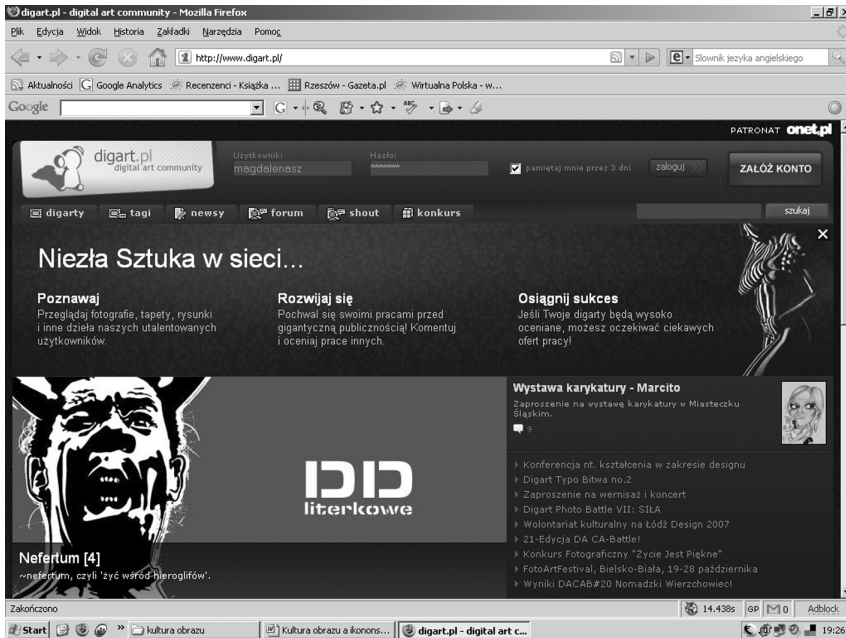 digart.pl - digital art community - Mozilla Firefox
Plik Edycja Widok Historia Zakładki Narzędzia Pomoc
http://www.digart.pl/
Słownik języka angielskiego
Aktualności Google Analytics Recenzenci - Książka ... Rzeszów - Gazeta.pl Wirtualna Polska - w...
Google
PATRONAT onet.pl
digart.pl
digital art community
Użytkownik:
Hasło:
magdalenasz
********
pamiętaj mnie przez 3 dni
zaloguj
ZAŁÓŻ KONTO
digarty tagi newsy forum shout konkurs
szukaj
Niezła Sztuka w sieci...
Poznawaj
Przeglądaj fotografie, tapety, rysunki
i inne dzieła naszych utalentowanych
użytkowników.
Rozwijaj się
Pochwal się swoimi pracami przed
gigantyczną publicznością! Komentuj
i oceniaj prace innych.
Osiągnij sukces
Jeśli Twoje digarty będą wysoko
oceniane, możesz oczekiwać ciekawych
ofert pracy!
DD
literkowe
Nefertum [4]
~nefertum, czyli 'żyć wśród hieroglifów'.
Wystawa karykatury - Marcito
Zaproszenie na wystawę karykatury w Miasteczku
Śląskim.
9
Konferencja nt. kształcenia w zakresie designu
Digart Typo Bitwa no.2
Zaproszenie na wernisaż i koncert
Digart Photo Battle VII: SIŁA
Wolontariat kulturalny na Łódź Design 2007
21-Edycja DA CA-Battle!
Konkurs Fotograficzny "Życie Jest Piękne"
FotoArtFestival, Bielsko-Biała, 19-28 października
Wyniki DACAB#20 Nomadzki Wierzchowiec!
Zakończono
14.438s GP 0 Adblock
Start » kultura obrazu Kultura obrazu a ikonons... digart.pl - digital art c... 19:26